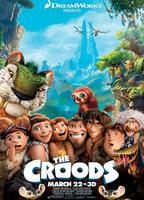 DREAMWORKS
PRESENTS
THE
CROODS
MARCH 22 - 3D